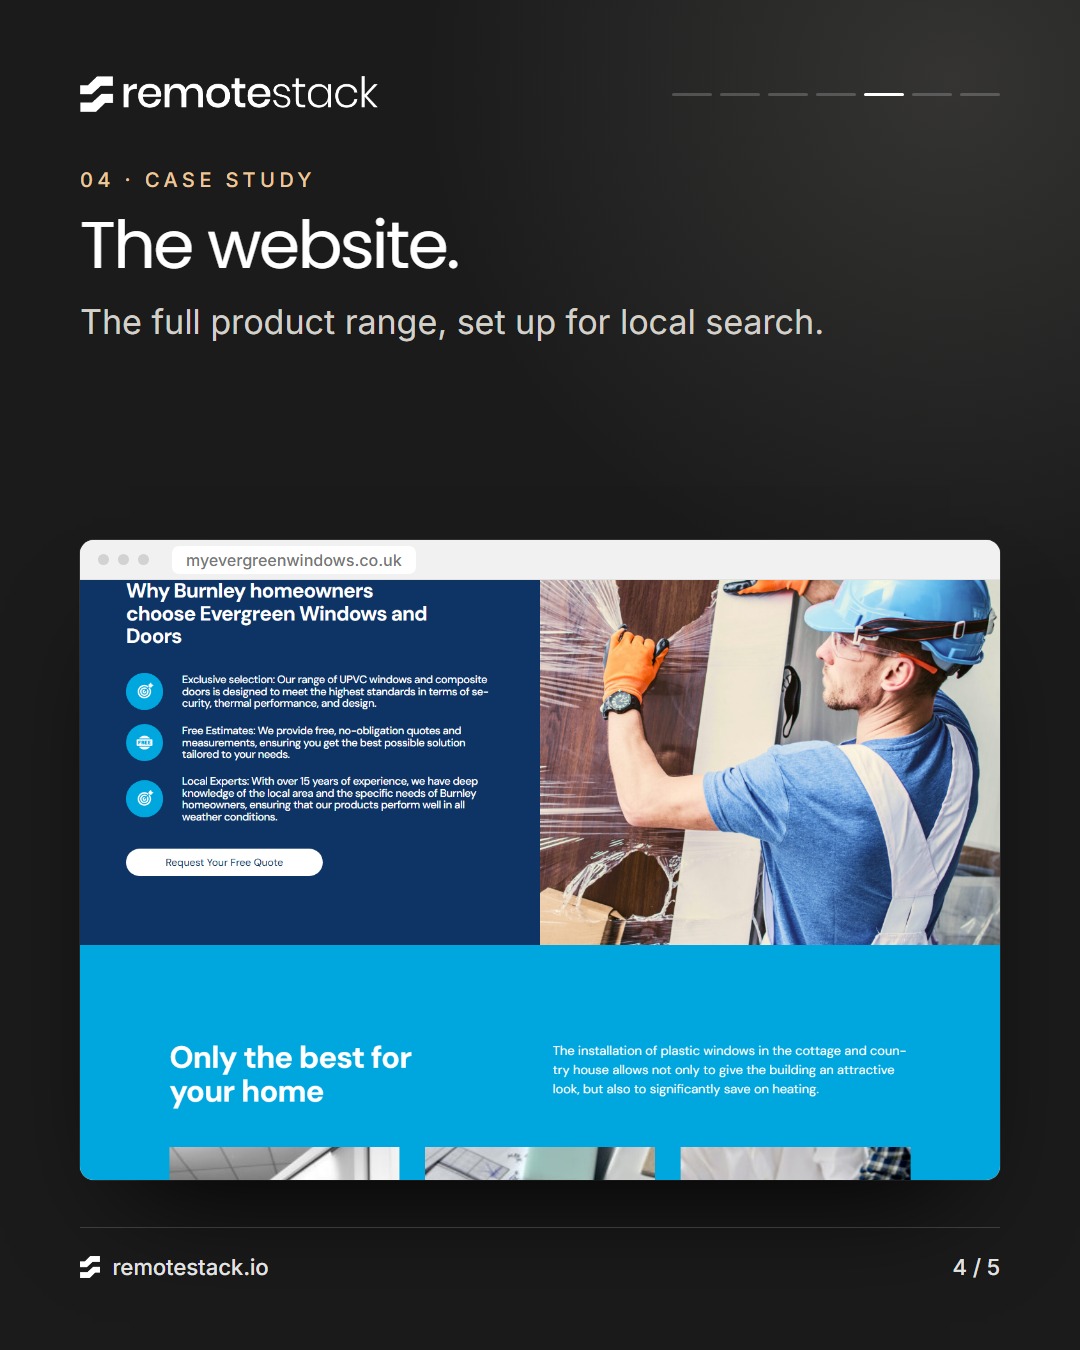 remotestack
04 · CASE STUDY
The website.
The full product range, set up for local search.
myevergreenwindows.co.uk
Why Burnley homeowners
choose Evergreen Windows and
Doors
Exclusive selection: Our range of UPVC windows and composite
doors is designed to meet the highest standards in terms of se-
curity, thermal performance, and design.
FREE
Free Estimates: We provide free, no-obligation quotes and
measurements, ensuring you get the best possible solution
tailored to your needs.
Local Experts: With over 15 years of experience, we have deep
knowledge of the local area and the specific needs of Burnley
homeowners, ensuring that our products perform well in all
weather conditions.
Request Your Free Quote
Only the best for
your home
The installation of plastic windows in the cottage and coun-
try house allows not only to give the building an attractive
look, but also to significantly save on heating.
remotestack.io
4 / 5